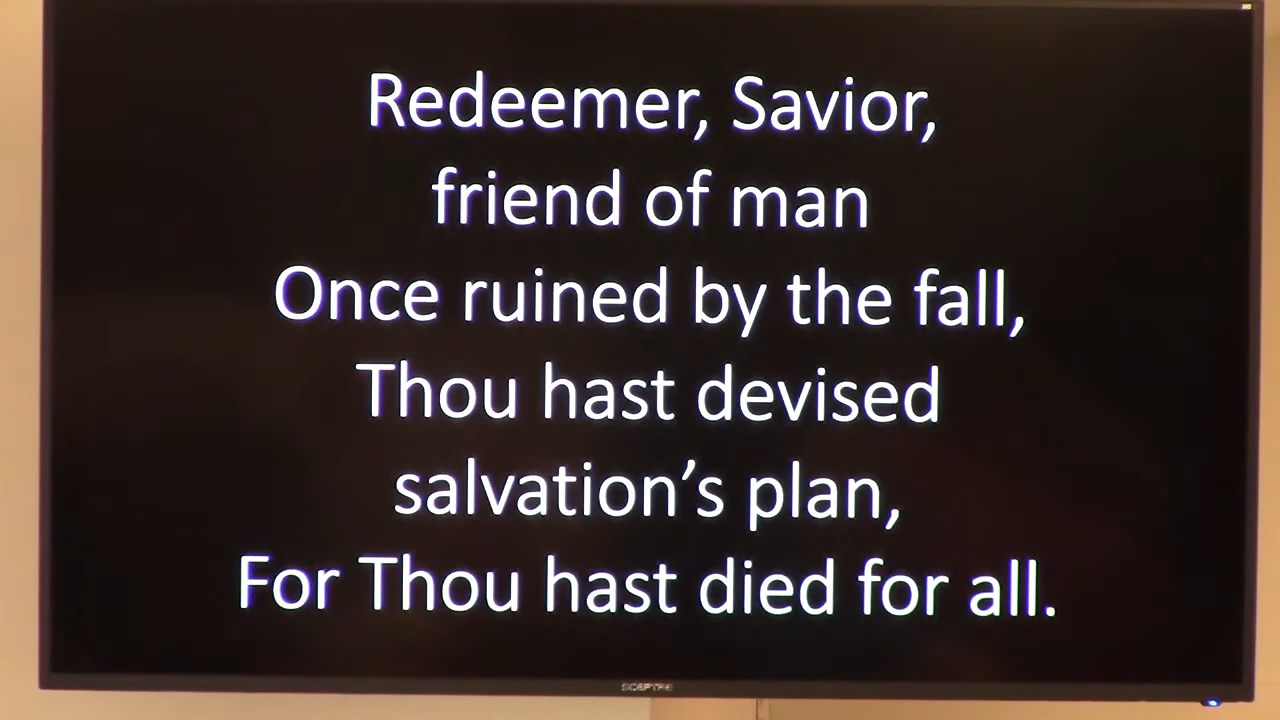 Redeemer, Savior,
friend of man
Once ruined by the fall,
Thou hast devised
salvation’s plan,
For Thou hast died for all.
SCEPTRE